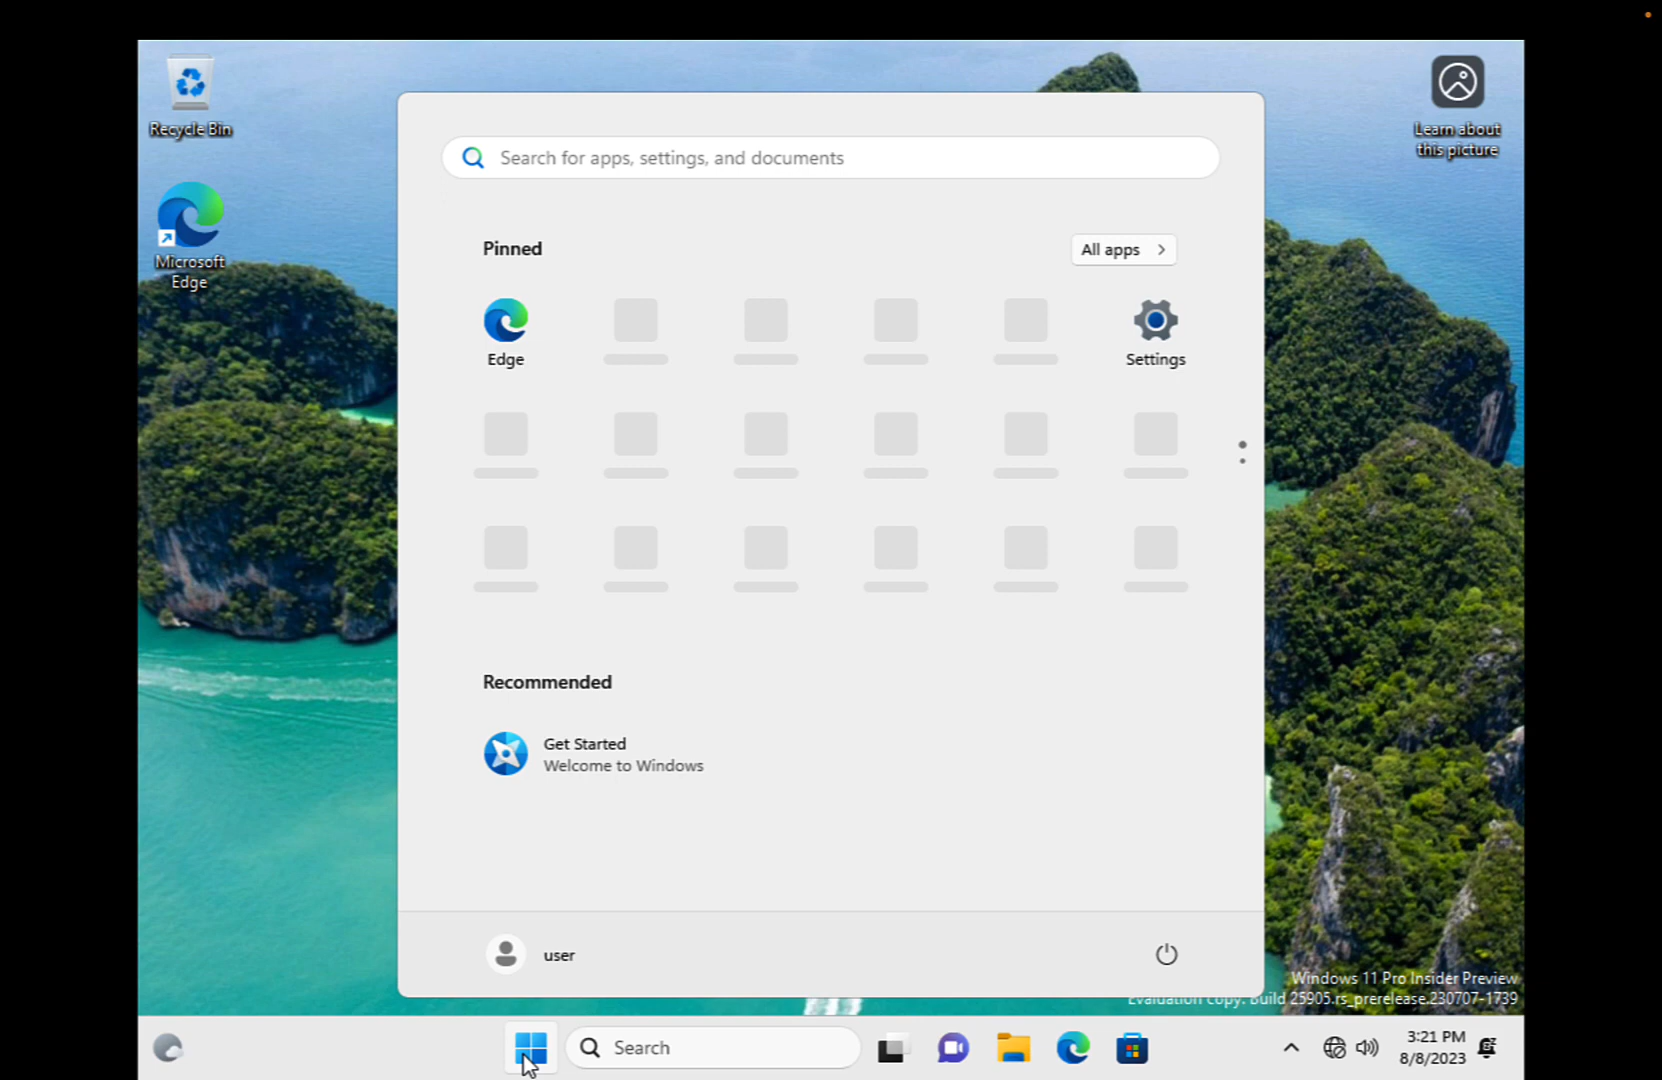 Recycle Bin
Microsoft
Edge
Learn about
this picture
Search for apps, settings, and documents
Pinned
All apps
Edge
Settings
Recommended
Get Started
Welcome to Windows
user
Windows 11 Pro Insider Preview
Evaluation copy. Build 25905.rs_prerelease.230707-1739
Search
3:21 PM
8/8/2023